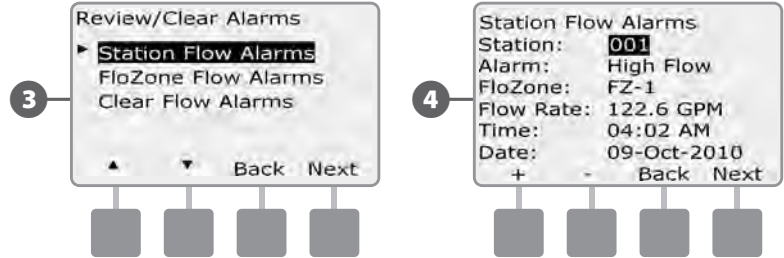 3
Review/Clear Alarms
► Station Flow Alarms
FloZone Flow Alarms
Clear Flow Alarms
▲ ▼ Back Next
4
Station Flow Alarms
Station: 001
Alarm: High Flow
FloZone: FZ-1
Flow Rate: 122.6 GPM
Time: 04:02 AM
Date: 09-Oct-2010
+ - Back Next